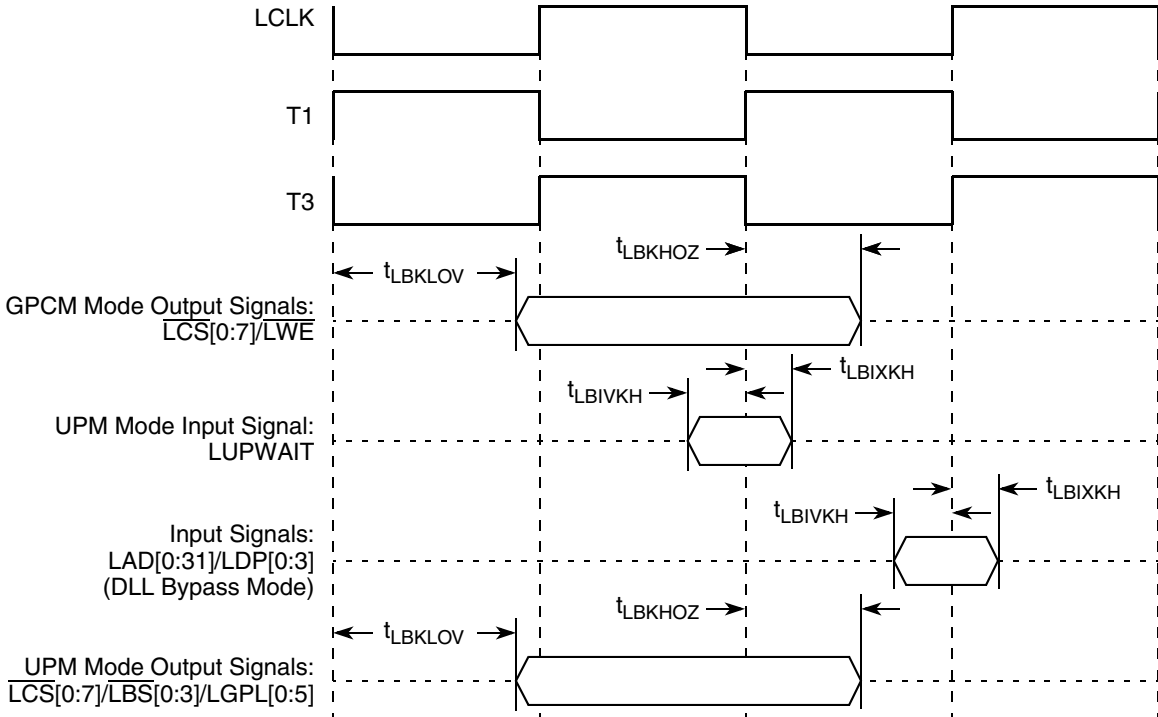 LCLK
T1
T3
tLBKHOZ
tLBKLOV
GPCM Mode Output Signals:
LCS[0:7]/LWE
tLBIXKH
tLBIVKH
UPM Mode Input Signal:
LUPWAIT
tLBIXKH
tLBIVKH
Input Signals:
LAD[0:31]/LDP[0:3]
(DLL Bypass Mode)
tLBKHOZ
tLBKLOV
UPM Mode Output Signals:
LCS[0:7]/LBS[0:3]/LGPL[0:5]